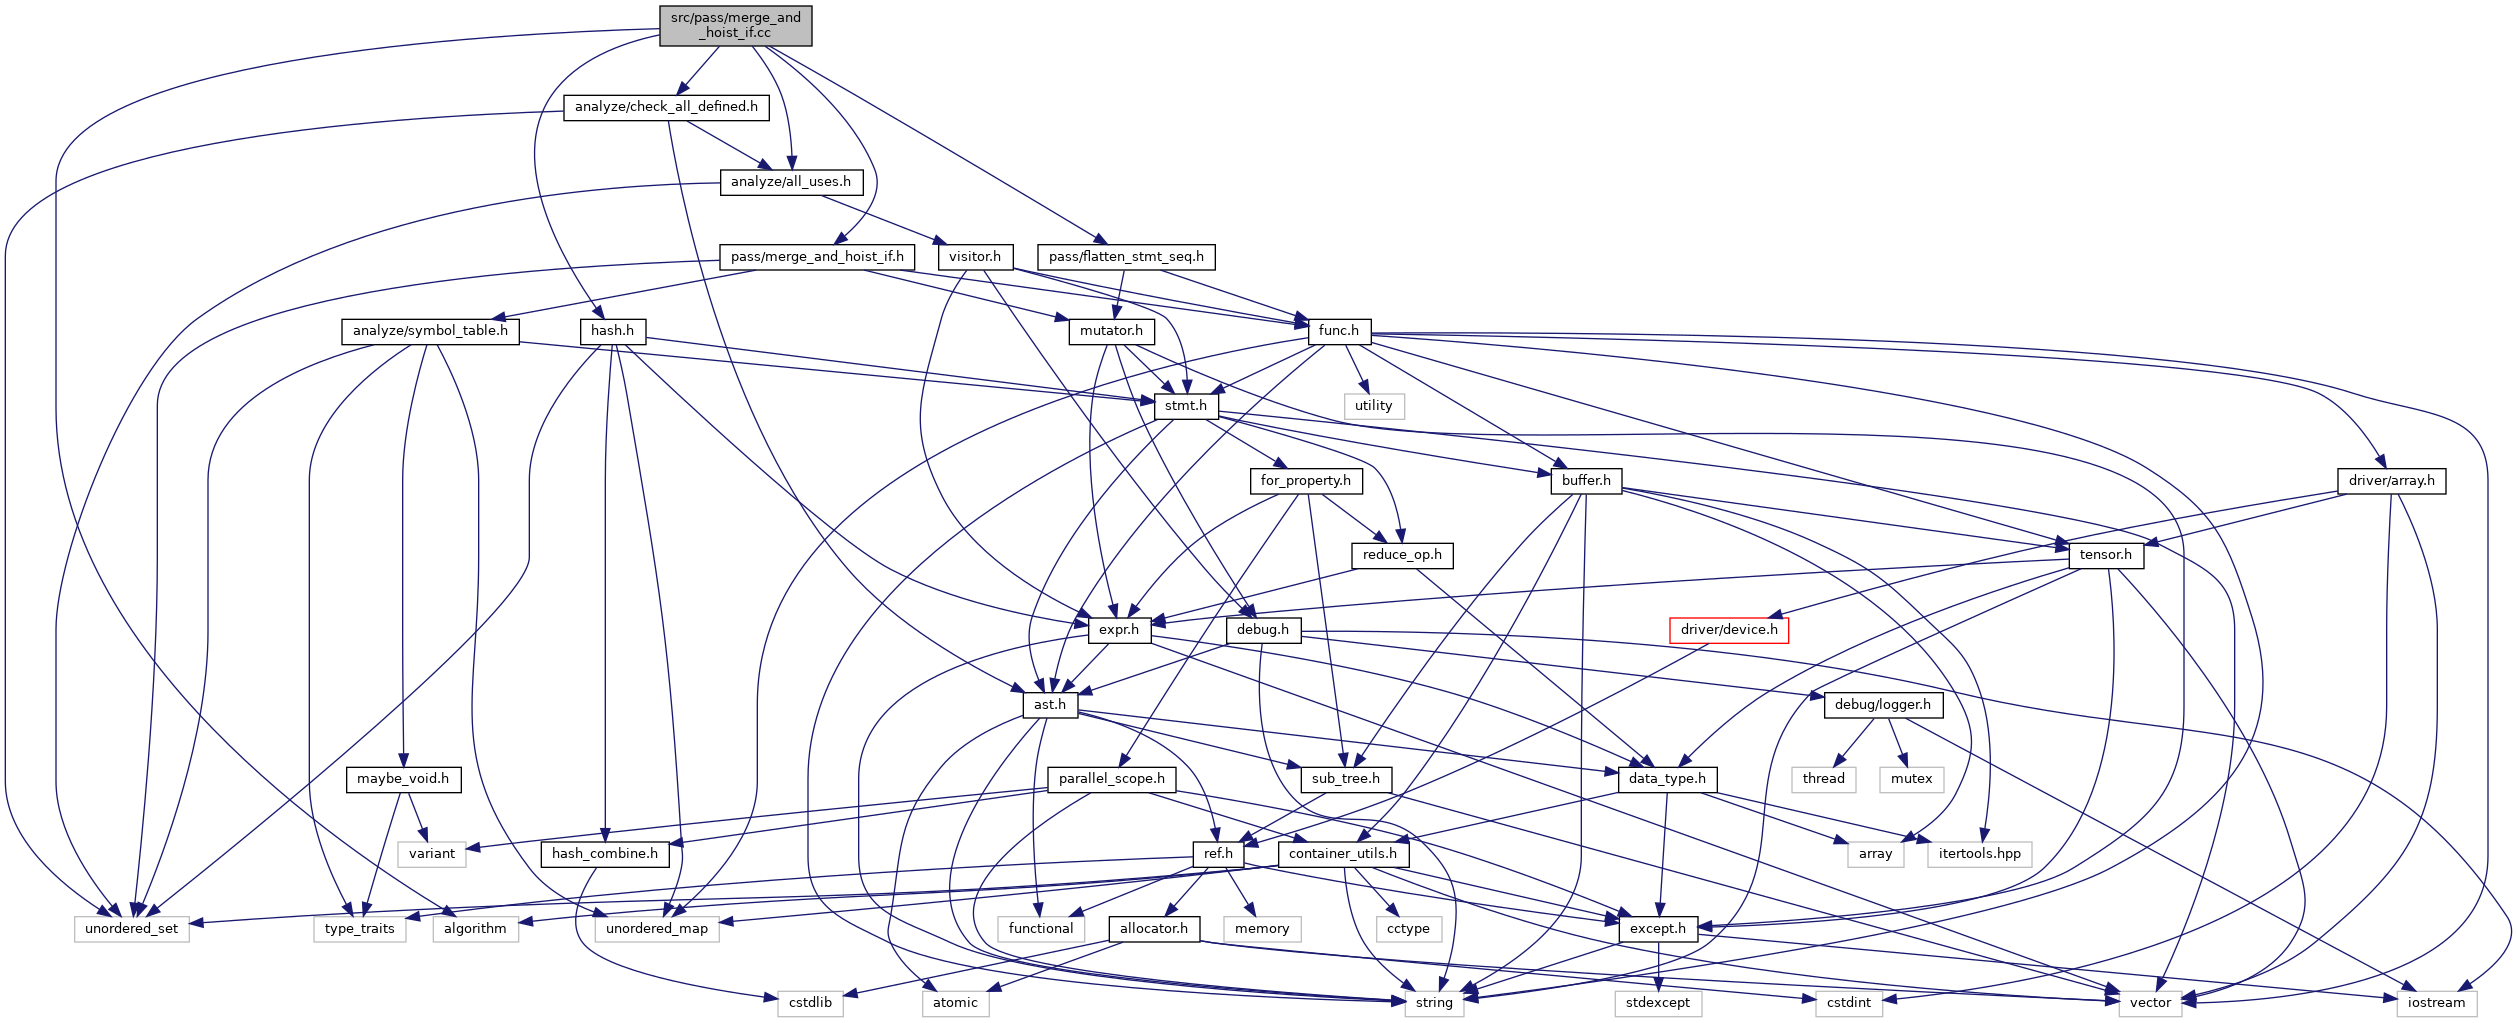 src/pass/merge_and
_hoist_if.cc
analyze/check_all_defined.h
analyze/all_uses.h
pass/merge_and_hoist_if.h
visitor.h
pass/flatten_stmt_seq.h
analyze/symbol_table.h
hash.h
mutator.h
func.h
stmt.h
utility
for_property.h
buffer.h
driver/array.h
reduce_op.h
tensor.h
expr.h
debug.h
driver/device.h
ast.h
debug/logger.h
maybe_void.h
parallel_scope.h
sub_tree.h
data_type.h
thread
mutex
variant
hash_combine.h
ref.h
container_utils.h
array
itertools.hpp
unordered_set
type_traits
algorithm
unordered_map
functional
allocator.h
memory
cctype
except.h
cstdlib
atomic
string
stdexcept
cstdint
vector
iostream